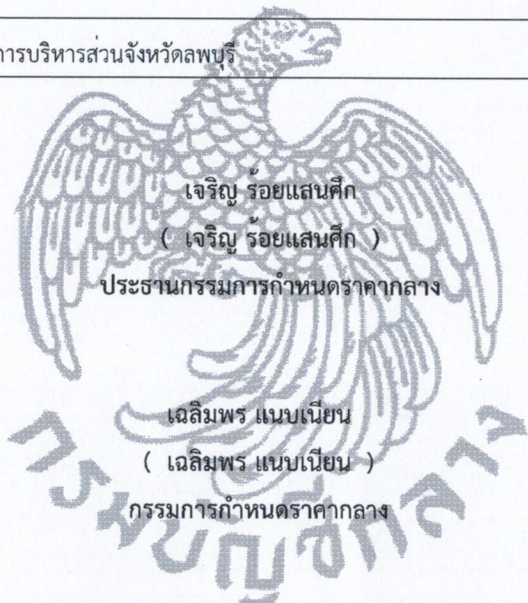 การบริหารส่วนจังหวัดลพบุรี
เจริญ ร้อยแสนศึก
( เจริญ ร้อยแสนศึก )
ประธานกรรมการกำหนดราคากลาง
เฉลิมพร แนบเนียน
( เฉลิมพร แนบเนียน )
กรรมการกำหนดราคากลาง
กรมบัญชีกลาง